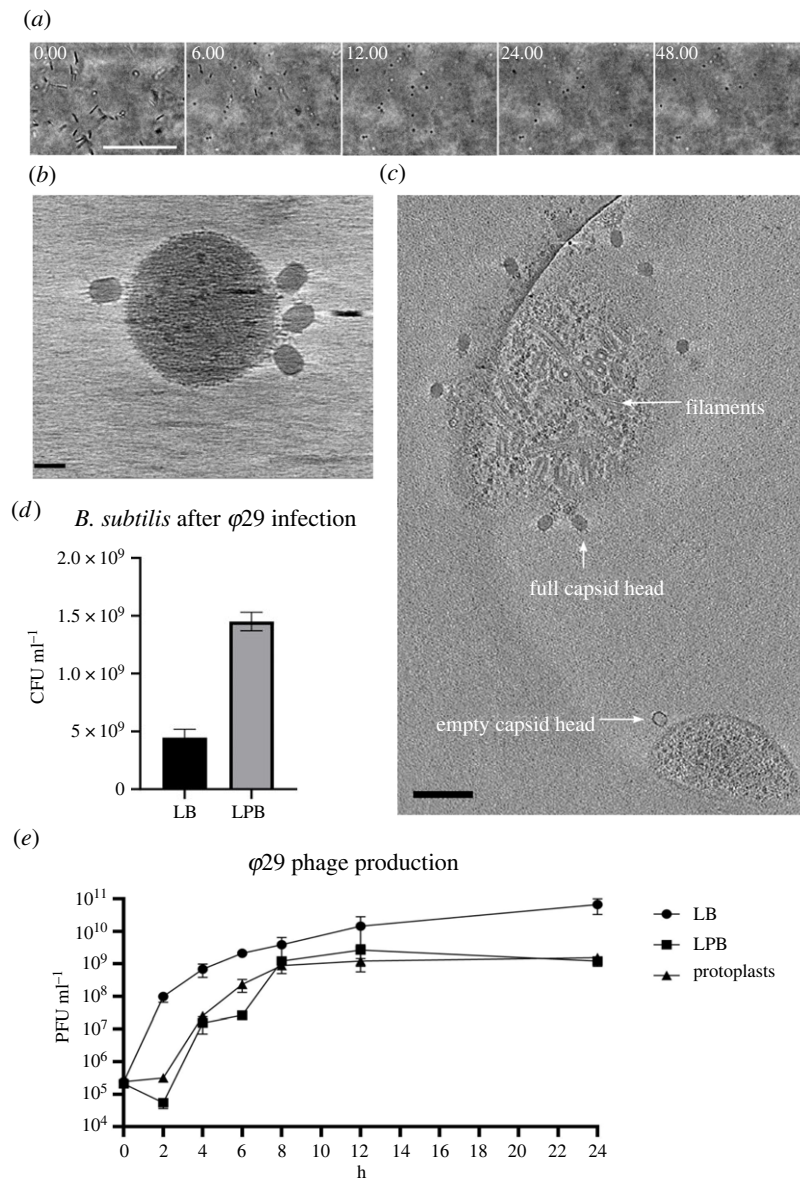 (a)
0.00 6.00 12.00 24.00 48.00
(b)
(c)
filaments
full capsid head
empty capsid head
(d)
B. subtilis after φ29 infection
2.0 × 10⁹
1.5 × 10⁹
1.0 × 10⁹
5 × 10⁹
0
CFU ml⁻¹
LB LPB
(e)
φ29 phage production
10¹¹
10¹⁰
10⁹
10⁸
10⁷
10⁶
10⁵
10⁴
PFU ml⁻¹
0 2 4 6 8 10 12 14 16 18 20 22 24
h
LB
LPB
protoplasts